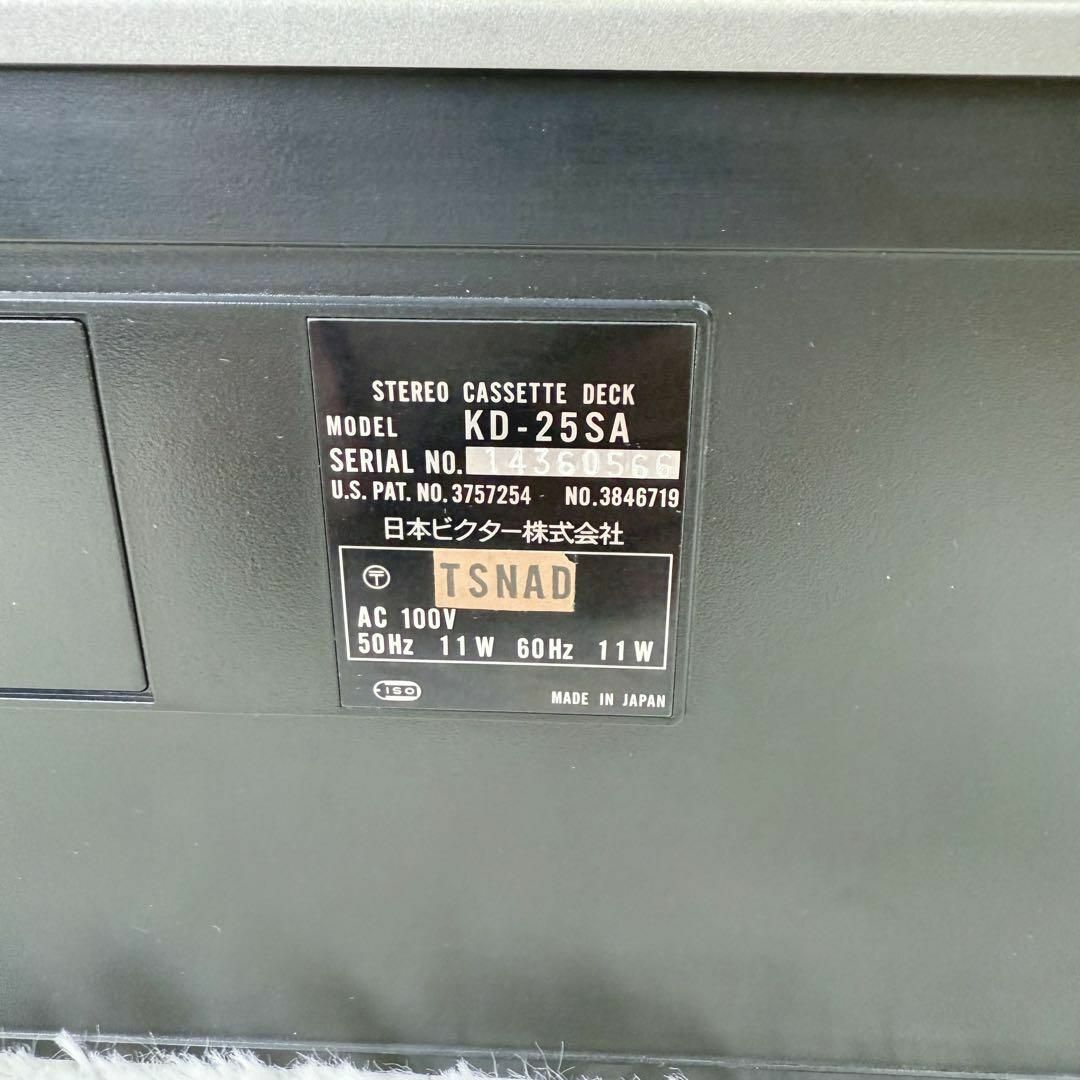 STEREO CASSETTE DECK
MODEL KD-25SA
SERIAL NO. 14360566
U.S. PAT. NO. 3757254 NO. 3846719
日本ビクター株式会社
〒 TSNAD
AC 100V
50Hz 11W 60Hz 11W
ISO MADE IN JAPAN